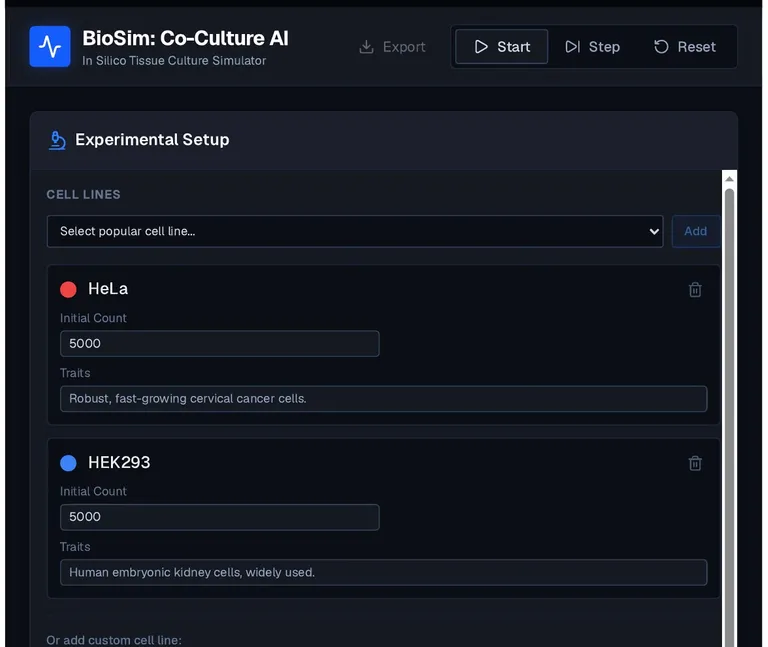 BioSim: Co-Culture AI
In Silico Tissue Culture Simulator
Export
Start
Step
Reset
Experimental Setup
CELL LINES
Select popular cell line...
Add
HeLa
Initial Count
5000
Traits
Robust, fast-growing cervical cancer cells.
HEK293
Initial Count
5000
Traits
Human embryonic kidney cells, widely used.
Or add custom cell line: